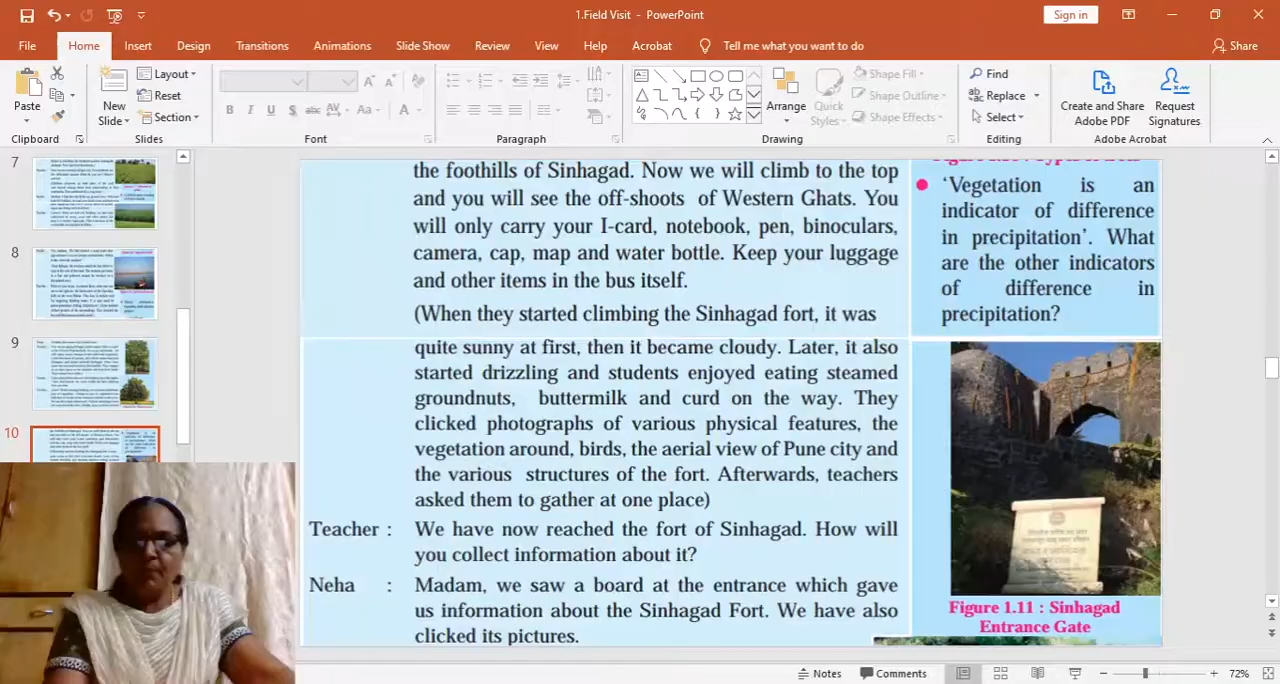 1.Field Visit - PowerPoint
Sign in
File Home Insert Design Transitions Animations Slide Show Review View Help Acrobat Tell me what you want to do Share
Paste
New Slide
Layout
Reset
Section
Arrange
Quick Styles
Shape Fill
Shape Outline
Shape Effects
Find
Replace
Select
Create and Share Adobe PDF
Request Signatures
Clipboard Slides Font Paragraph Drawing Editing Adobe Acrobat
7
8
9
10
the foothills of Sinhagad. Now we will climb to the top
and you will see the off-shoots of Western Ghats. You
will only carry your I-card, notebook, pen, binoculars,
camera, cap, map and water bottle. Keep your luggage
and other items in the bus itself.
(When they started climbing the Sinhagad fort, it was
quite sunny at first, then it became cloudy. Later, it also
started drizzling and students enjoyed eating steamed
groundnuts, buttermilk and curd on the way. They
clicked photographs of various physical features, the
vegetation around, birds, the aerial view of Pune city and
the various structures of the fort. Afterwards, teachers
asked them to gather at one place)
Teacher : We have now reached the fort of Sinhagad. How will
you collect information about it?
Neha : Madam, we saw a board at the entrance which gave
us information about the Sinhagad Fort. We have also
clicked its pictures.
‘Vegetation is an
indicator of difference
in precipitation’. What
are the other indicators
of difference in
precipitation?
Figure 1.11 : Sinhagad
Entrance Gate
Notes Comments 72%